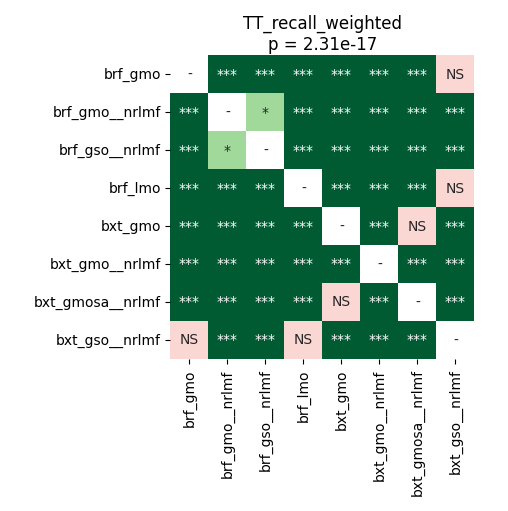 TT_recall_weighted
p = 2.31e-17
brf_gmo - *** *** *** *** *** *** NS
brf_gmo__nrlmf *** - * *** *** *** *** ***
brf_gso__nrlmf *** * - *** *** *** *** ***
brf_lmo *** *** *** - *** *** *** NS
bxt_gmo *** *** *** *** - *** NS ***
bxt_gmo__nrlmf *** *** *** *** *** - *** ***
bxt_gmosa__nrlmf *** *** *** *** NS *** - ***
bxt_gso__nrlmf NS *** *** NS *** *** *** -
brf_gmo
brf_gmo__nrlmf
brf_gso__nrlmf
brf_lmo
bxt_gmo
bxt_gmo__nrlmf
bxt_gmosa__nrlmf
bxt_gso__nrlmf